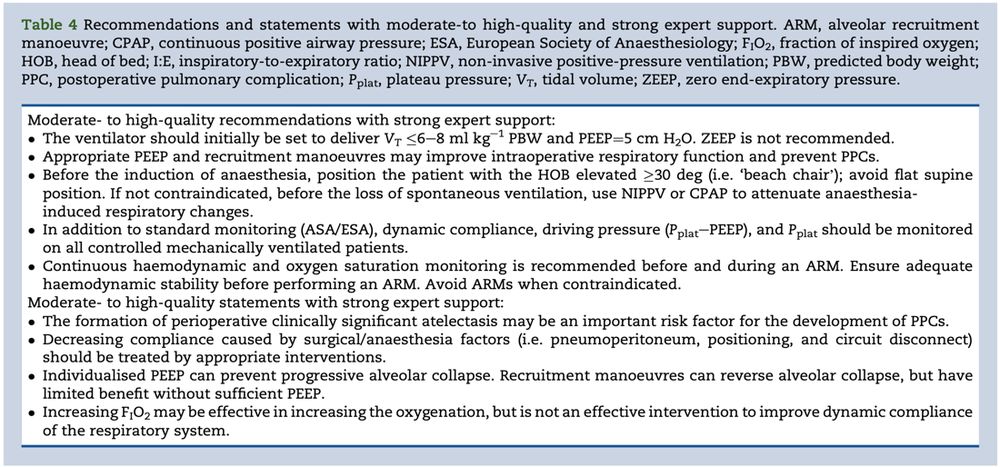 Table 4 Recommendations and statements with moderate-to high-quality and strong expert support. ARM, alveolar recruitment
manoeuvre; CPAP, continuous positive airway pressure; ESA, European Society of Anaesthesiology; FIO2, fraction of inspired oxygen;
HOB, head of bed; I:E, inspiratory-to-expiratory ratio; NIPPV, non-invasive positive-pressure ventilation; PBW, predicted body weight;
PPC, postoperative pulmonary complication; Pplat, plateau pressure; VT, tidal volume; ZEEP, zero end-expiratory pressure.
Moderate- to high-quality recommendations with strong expert support:
• The ventilator should initially be set to deliver VT ≤6–8 ml kg−1 PBW and PEEP=5 cm H2O. ZEEP is not recommended.
• Appropriate PEEP and recruitment manoeuvres may improve intraoperative respiratory function and prevent PPCs.
• Before the induction of anaesthesia, position the patient with the HOB elevated ≥30 deg (i.e. ‘beach chair’); avoid flat supine
position. If not contraindicated, before the loss of spontaneous ventilation, use NIPPV or CPAP to attenuate anaesthesia-
induced respiratory changes.
• In addition to standard monitoring (ASA/ESA), dynamic compliance, driving pressure (Pplat−PEEP), and Pplat should be monitored
on all controlled mechanically ventilated patients.
• Continuous haemodynamic and oxygen saturation monitoring is recommended before and during an ARM. Ensure adequate
haemodynamic stability before performing an ARM. Avoid ARMs when contraindicated.
Moderate- to high-quality statements with strong expert support:
• The formation of perioperative clinically significant atelectasis may be an important risk factor for the development of PPCs.
• Decreasing compliance caused by surgical/anaesthesia factors (i.e. pneumoperitoneum, positioning, and circuit disconnect)
should be treated by appropriate interventions.
• Individualised PEEP can prevent progressive alveolar collapse. Recruitment manoeuvres can reverse alveolar collapse, but have
limited benefit without sufficient PEEP.
• Increasing FIO2 may be effective in increasing the oxygenation, but is not an effective intervention to improve dynamic compliance
of the respiratory system.